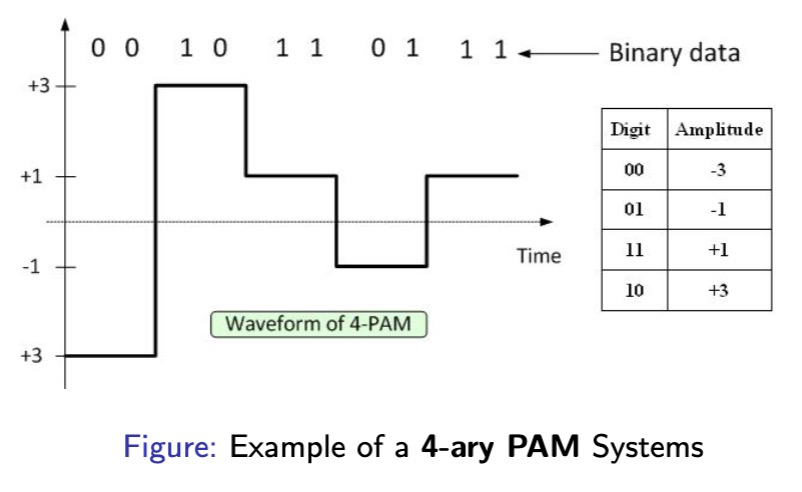 0 0 1 0 1 1 0 1 1 1 Binary data
+3
+1
-1
+3
Time
Waveform of 4-PAM
Digit Amplitude
00 -3
01 -1
11 +1
10 +3
Figure: Example of a 4-ary PAM Systems